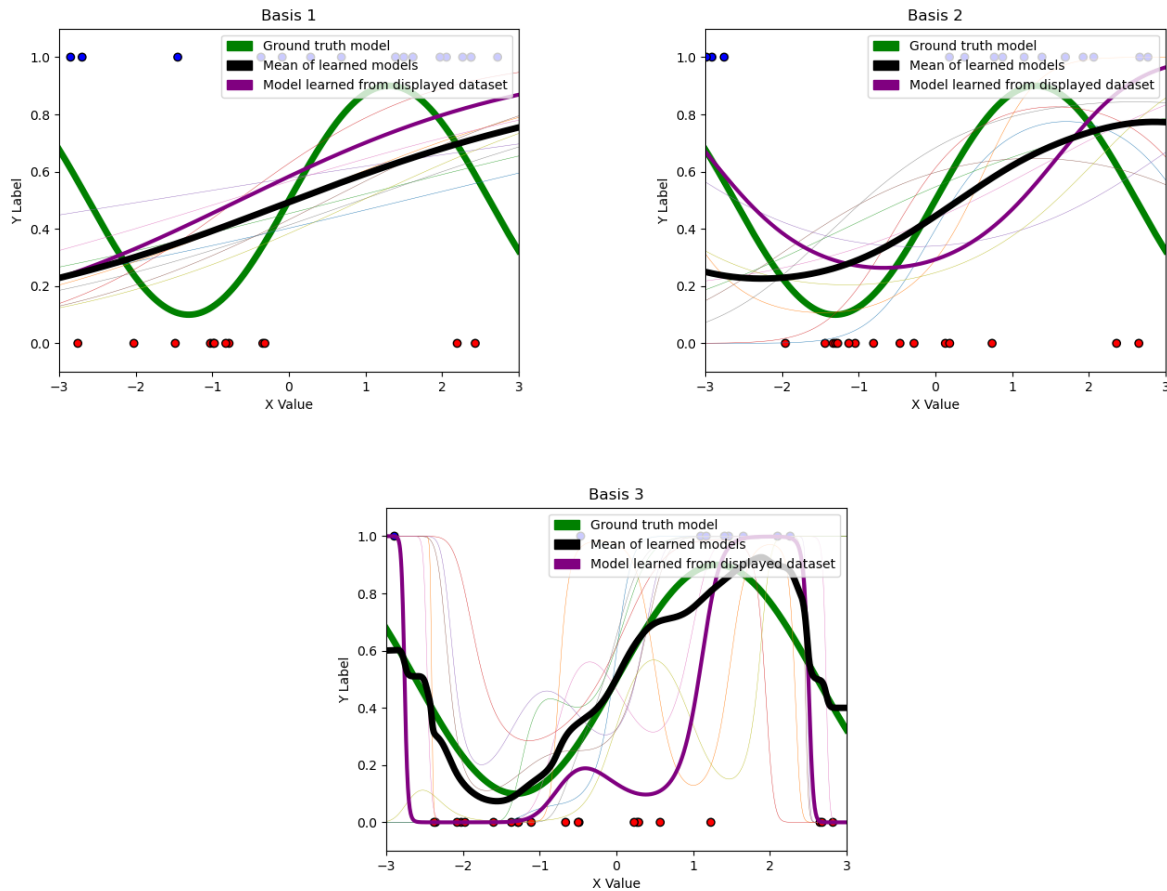 Basis 1
Ground truth model
Mean of learned models
Model learned from displayed dataset
Y Label
1.0
0.8
0.6
0.4
0.2
0.0
−3
−2
−1
0
1
2
3
X Value
Basis 2
Ground truth model
Mean of learned models
Model learned from displayed dataset
Y Label
1.0
0.8
0.6
0.4
0.2
0.0
−3
−2
−1
0
1
2
3
X Value
Basis 3
Ground truth model
Mean of learned models
Model learned from displayed dataset
Y Label
1.0
0.8
0.6
0.4
0.2
0.0
−3
−2
−1
0
1
2
3
X Value